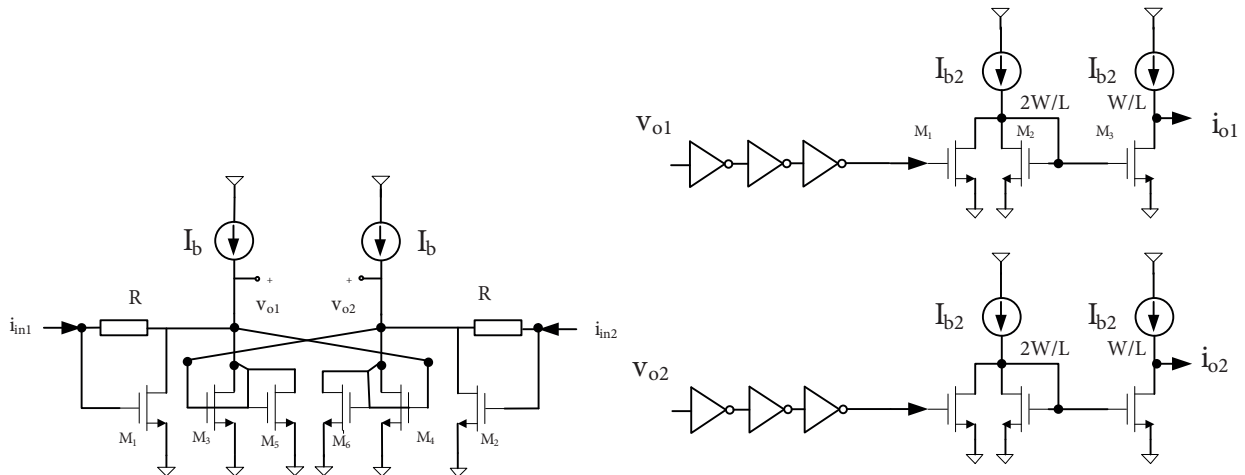 I_b
I_b
R
v_o1
v_o2
R
i_in1
i_in2
M_1
M_3
M_5
M_6
M_4
M_2
+
+
I_b2
I_b2
2W/L
W/L
v_o1
M_1
M_2
M_3
i_o1
I_b2
I_b2
2W/L
W/L
v_o2
i_o2